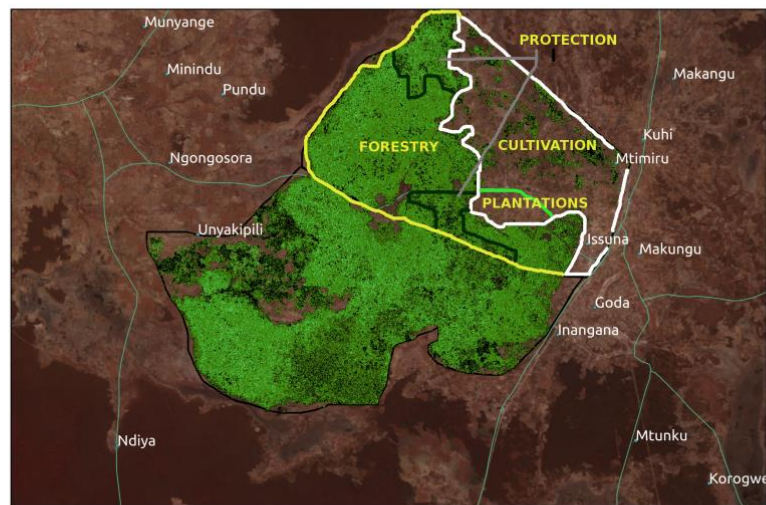 Munyange
PROTECTION
Minindu
Makangu
Pundu
Kuhi
FORESTRY
CULTIVATION
Ngongosora
Mtimiru
PLANTATIONS
Unyakipili
Issuna
Makungu
Goda
Inangana
Ndiya
Mtunku
Korogwe